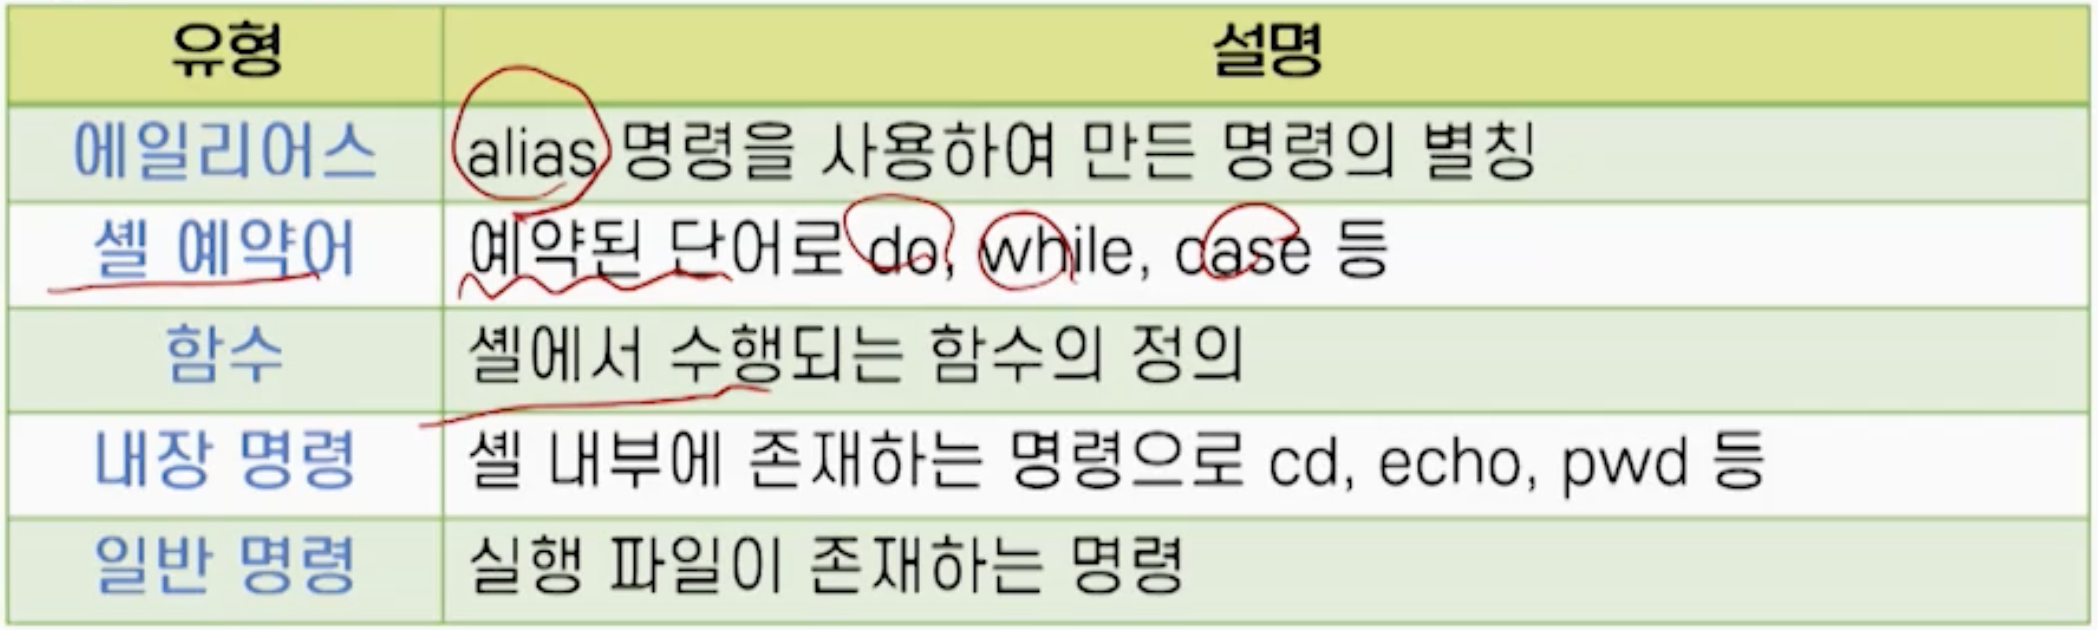 유형 설명
에일리어스 alias 명령을 사용하여 만든 명령의 별칭
셸 예약어 예약된 단어로 do, while, case 등
함수 셸에서 수행되는 함수의 정의
내장 명령 셸 내부에 존재하는 명령으로 cd, echo, pwd 등
일반 명령 실행 파일이 존재하는 명령